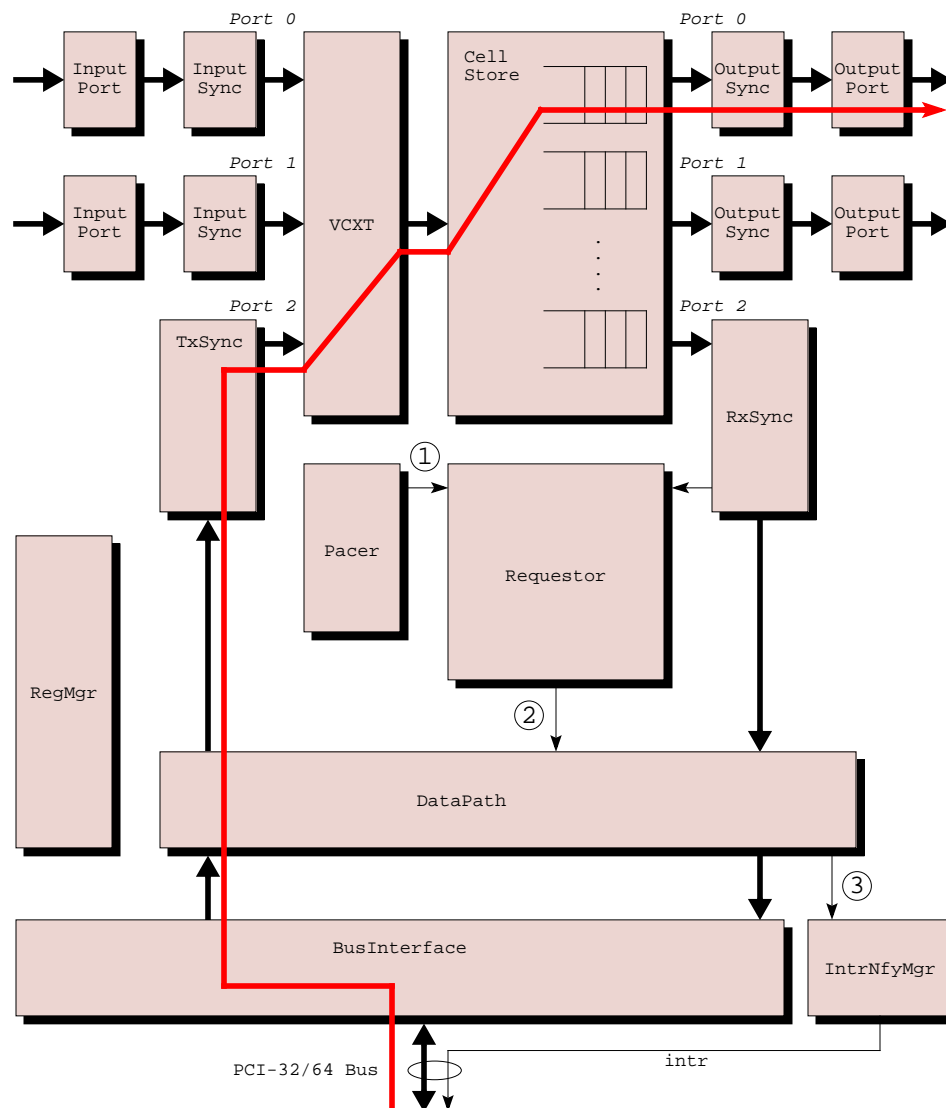 Port 0
Port 0
Input
Port
Input
Sync
Cell
Store
Output
Sync
Output
Port
Port 1
Port 1
Input
Port
Input
Sync
VCXT
Output
Sync
Output
Port
Port 2
Port 2
TxSync
RxSync
1
Pacer
Requestor
RegMgr
2
DataPath
3
BusInterface
IntrNfyMgr
PCI-32/64 Bus
intr